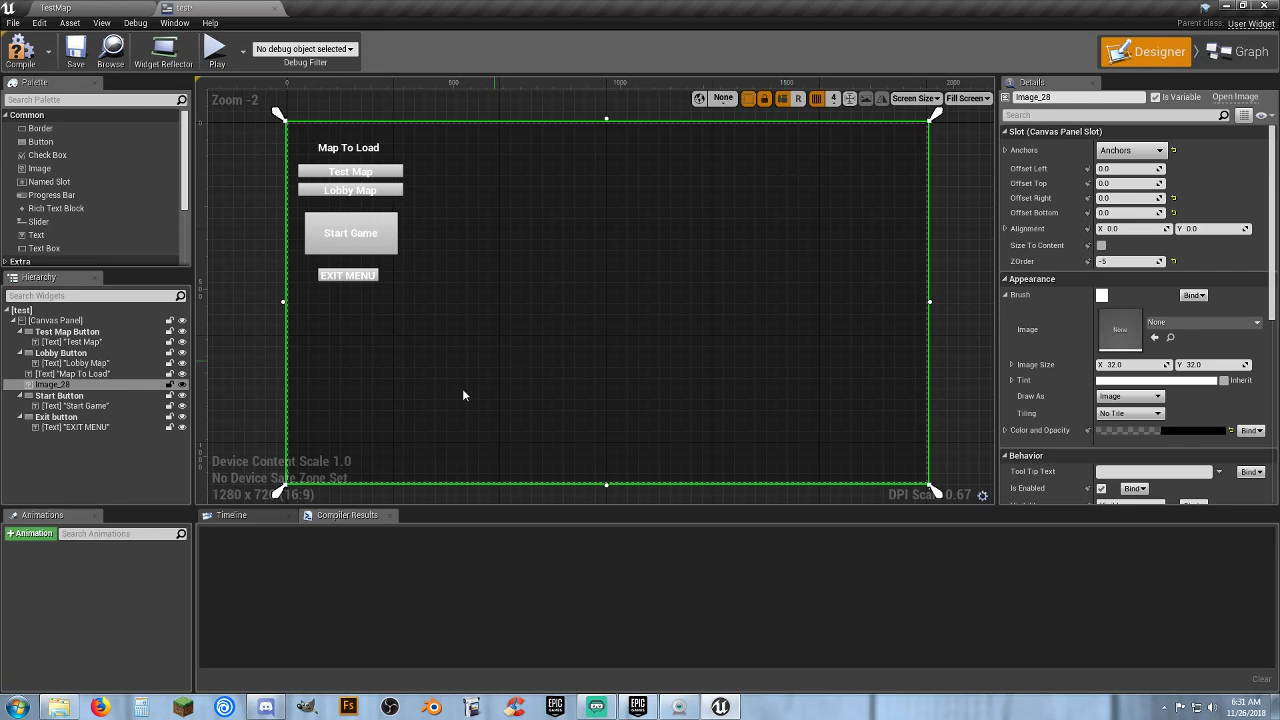 TestMap
test*
File Edit Asset View Debug Window Help
Parent class: User Widget
Compile Save Browse Widget Reflector Play
No debug object selected
Debug Filter
Designer
Graph
Palette
Search Palette
Common
Border
Button
Check Box
Image
Named Slot
Progress Bar
Rich Text Block
Slider
Text
Text Box
Extra
Hierarchy
Search Widgets
[test]
[Canvas Panel]
Test Map Button
[Text] "Test Map"
Lobby Button
[Text] "Lobby Map"
[Text] "Map To Load"
Image_28
Start Button
[Text] "Start Game"
Exit button
[Text] "EXIT MENU"
Animations
+Animation
Search Animations
0 500 1000 1500 2000
Zoom -2
None
R
4
Screen Size
Fill Screen
0
500
1000
Map To Load
Test Map
Lobby Map
Start Game
EXIT MENU
Device Content Scale 1.0
No Device Safe Zone Set
1280 x 720 (16:9)
DPI Scale 0.67
Details
Image_28
Is Variable
Open Image
Search
Slot (Canvas Panel Slot)
Anchors Anchors
Offset Left 0.0
Offset Top 0.0
Offset Right 0.0
Offset Bottom 0.0
Alignment X 0.0 Y 0.0
Size To Content
ZOrder -5
Appearance
Brush Bind
Image None None
Image Size X 32.0 Y 32.0
Tint Inherit
Draw As Image
Tiling No Tile
Color and Opacity Bind
Behavior
Tool Tip Text Bind
Is Enabled Bind
Timeline
Compiler Results
Clear
Fs
EPIC GAMES
EPIC GAMES
6:31 AM
11/26/2018